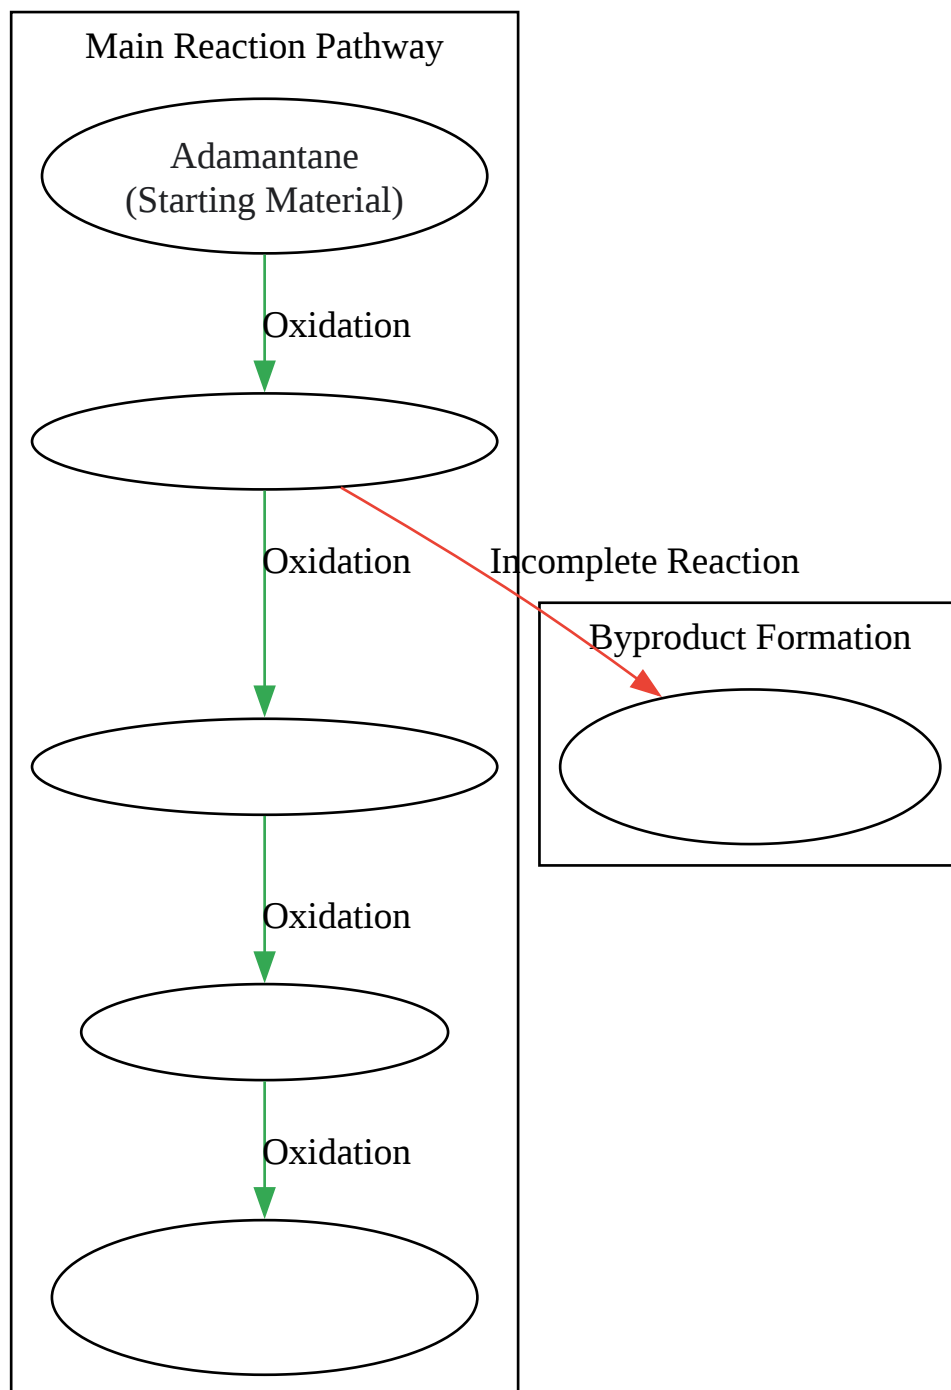 Main Reaction Pathway
Adamantane
(Starting Material)
Oxidation
Oxidation
Incomplete Reaction
Byproduct Formation
Oxidation
Oxidation